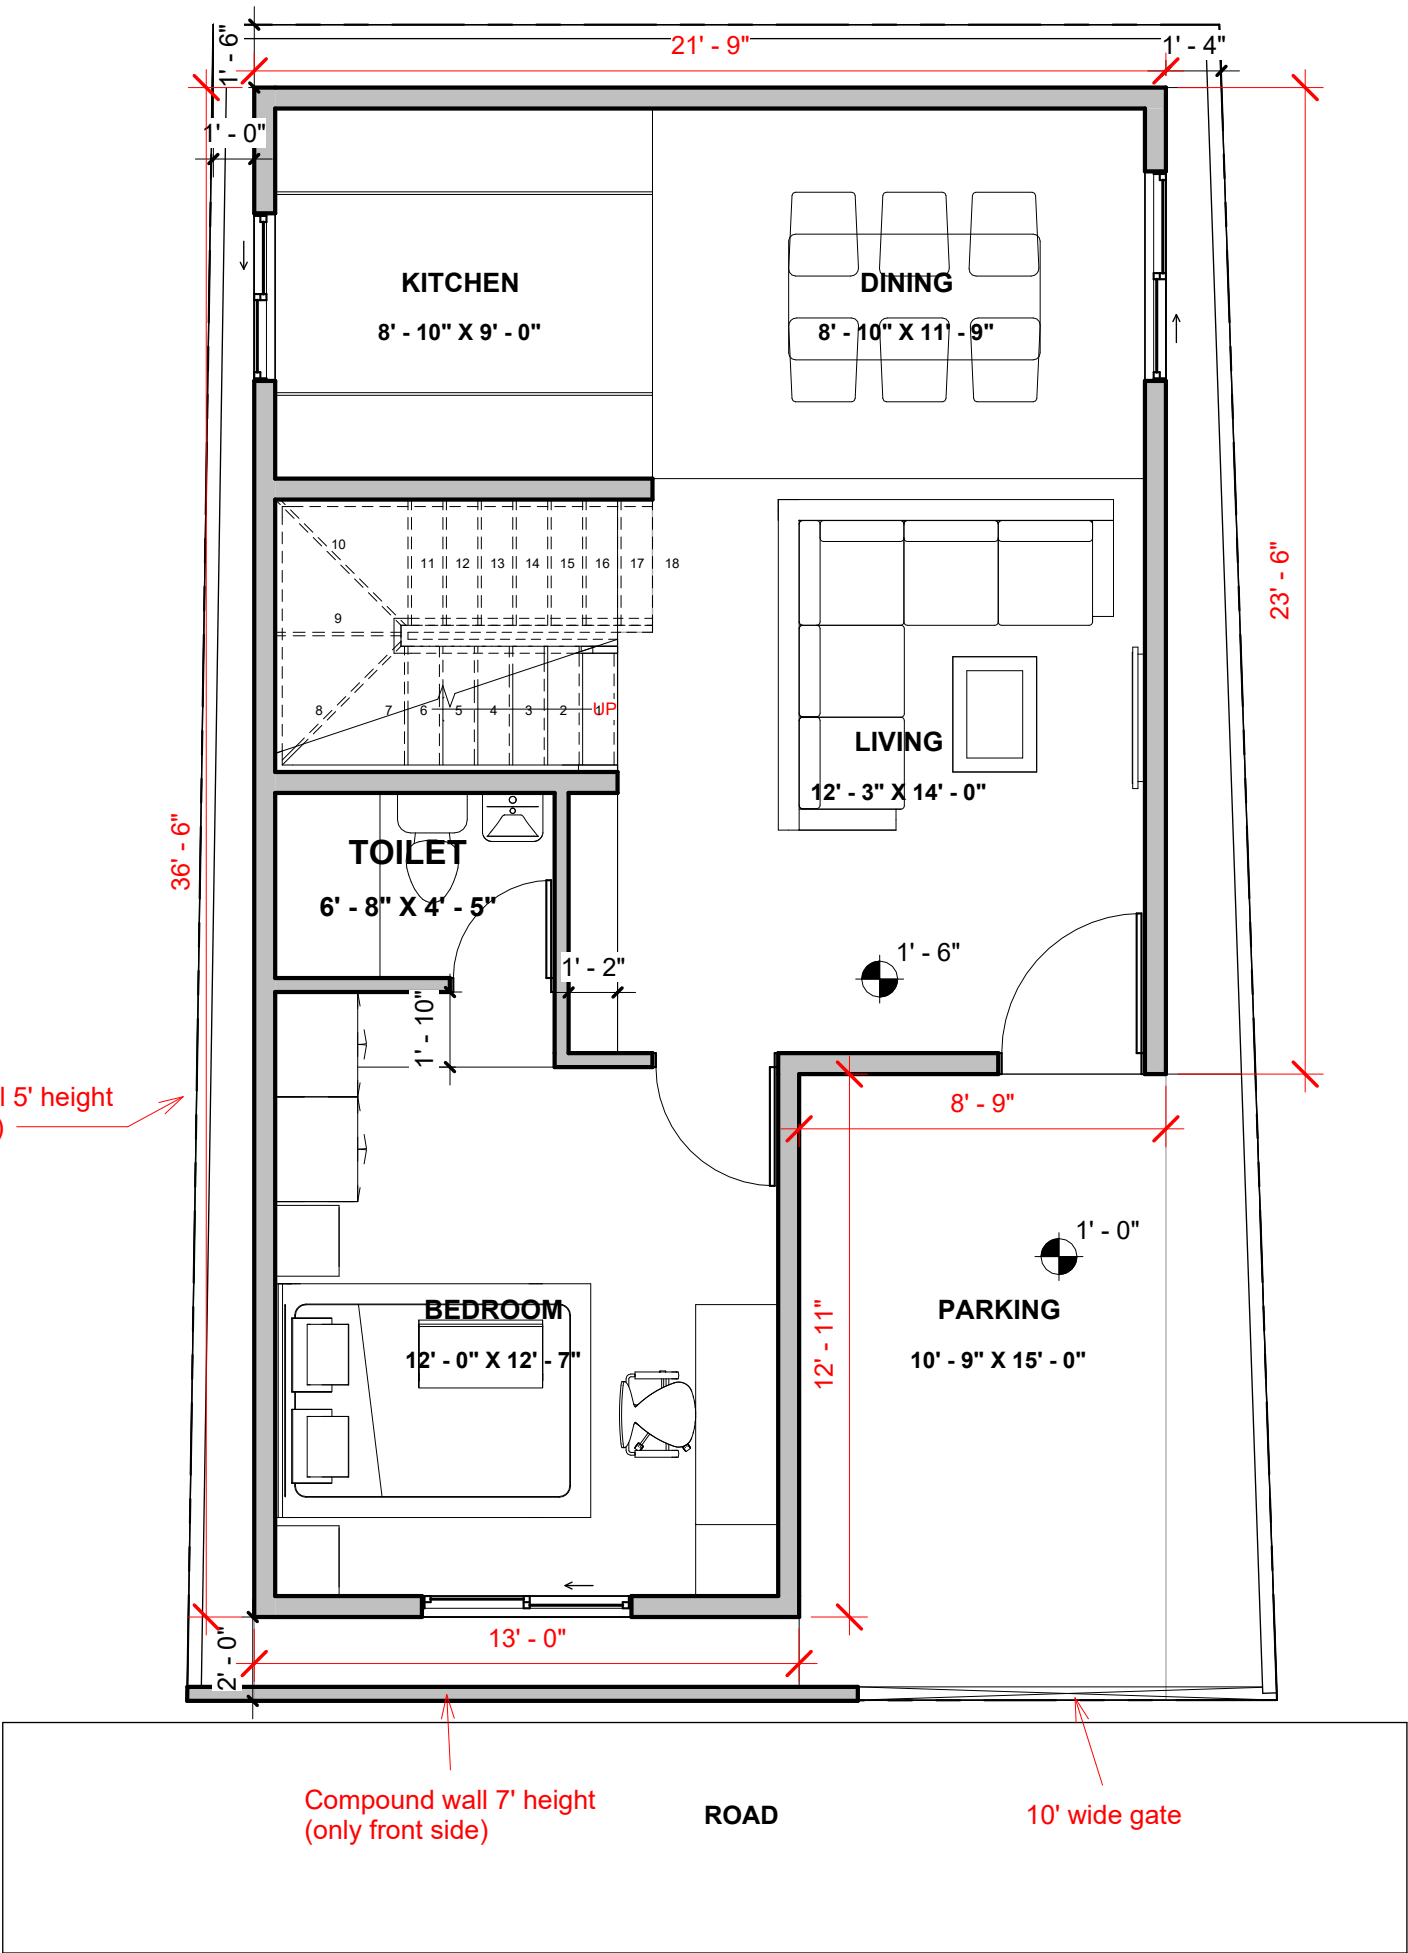 1' - 6"
21' - 9"
1' - 4"
1' - 0"
KITCHEN
8' - 10" X 9' - 0"
DINING
8' - 10" X 11' - 9"
23' - 6"
10
11 12 13 14 15 16 17 18
9
8 7 6 5 4 3 2 1
UP
LIVING
12' - 3" X 14' - 0"
36' - 6"
TOILET
6' - 8" X 4' - 5"
1' - 2"
1' - 6"
1' - 10"
l 5' height
)
8' - 9"
1' - 0"
BEDROOM
12' - 0" X 12' - 7"
12' - 11"
PARKING
10' - 9" X 15' - 0"
13' - 0"
2' - 0"
Compound wall 7' height
(only front side)
ROAD
10' wide gate